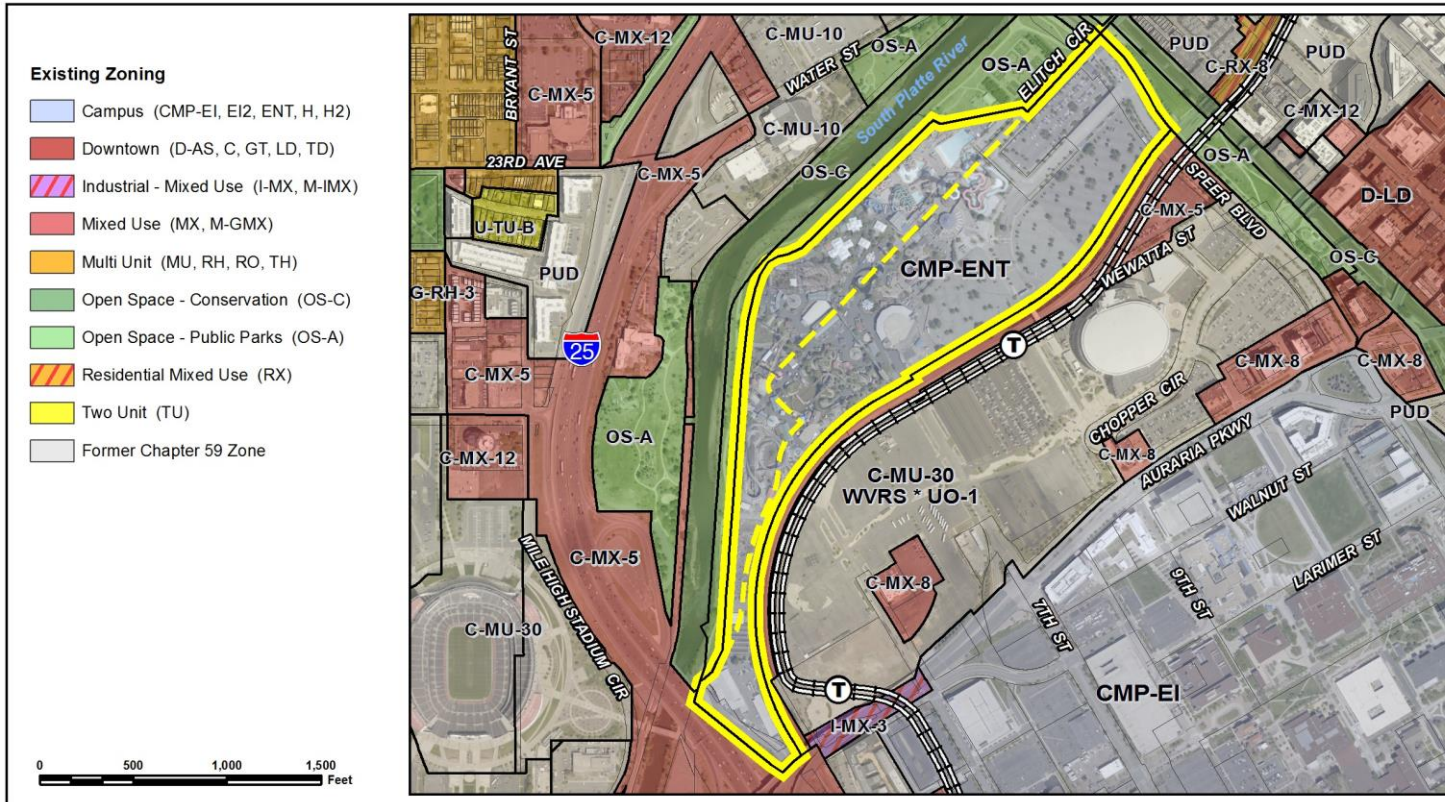 Existing Zoning
Campus (CMP-EI, EI2, ENT, H, H2)
Downtown (D-AS, C, GT, LD, TD)
Industrial - Mixed Use (I-MX, M-IMX)
Mixed Use (MX, M-GMX)
Multi Unit (MU, RH, RO, TH)
Open Space - Conservation (OS-C)
Open Space - Public Parks (OS-A)
Residential Mixed Use (RX)
Two Unit (TU)
Former Chapter 59 Zone
0 500 1,000 1,500
Feet
BRYANT ST
C-MX-12
C-MX-5
C-MU-10
WATER ST
OS-A
South Platte River
OS-A
ELITCH CIR
PUD
C-RX-8
PUD
C-MX-12
C-MU-10
23RD AVE
C-MX-5
OS-C
OS-A
SPEER BLVD
D-LD
U-TU-B
PUD
C-MX-5
WEWATTA ST
OS-C
G-RH-3
CMP-ENT
25
T
C-MX-5
C-MX-8
C-MX-8
CHOPPER CIR
PUD
OS-A
C-MX-12
C-MX-8
AURARIA PKWY
C-MU-30
WVRS * UO-1
WALNUT ST
C-MX-5
MILE HIGH STADIUM CIR
C-MX-8
9TH ST
LARIMER ST
7TH ST
C-MU-30
T
CMP-EI
I-MX-3